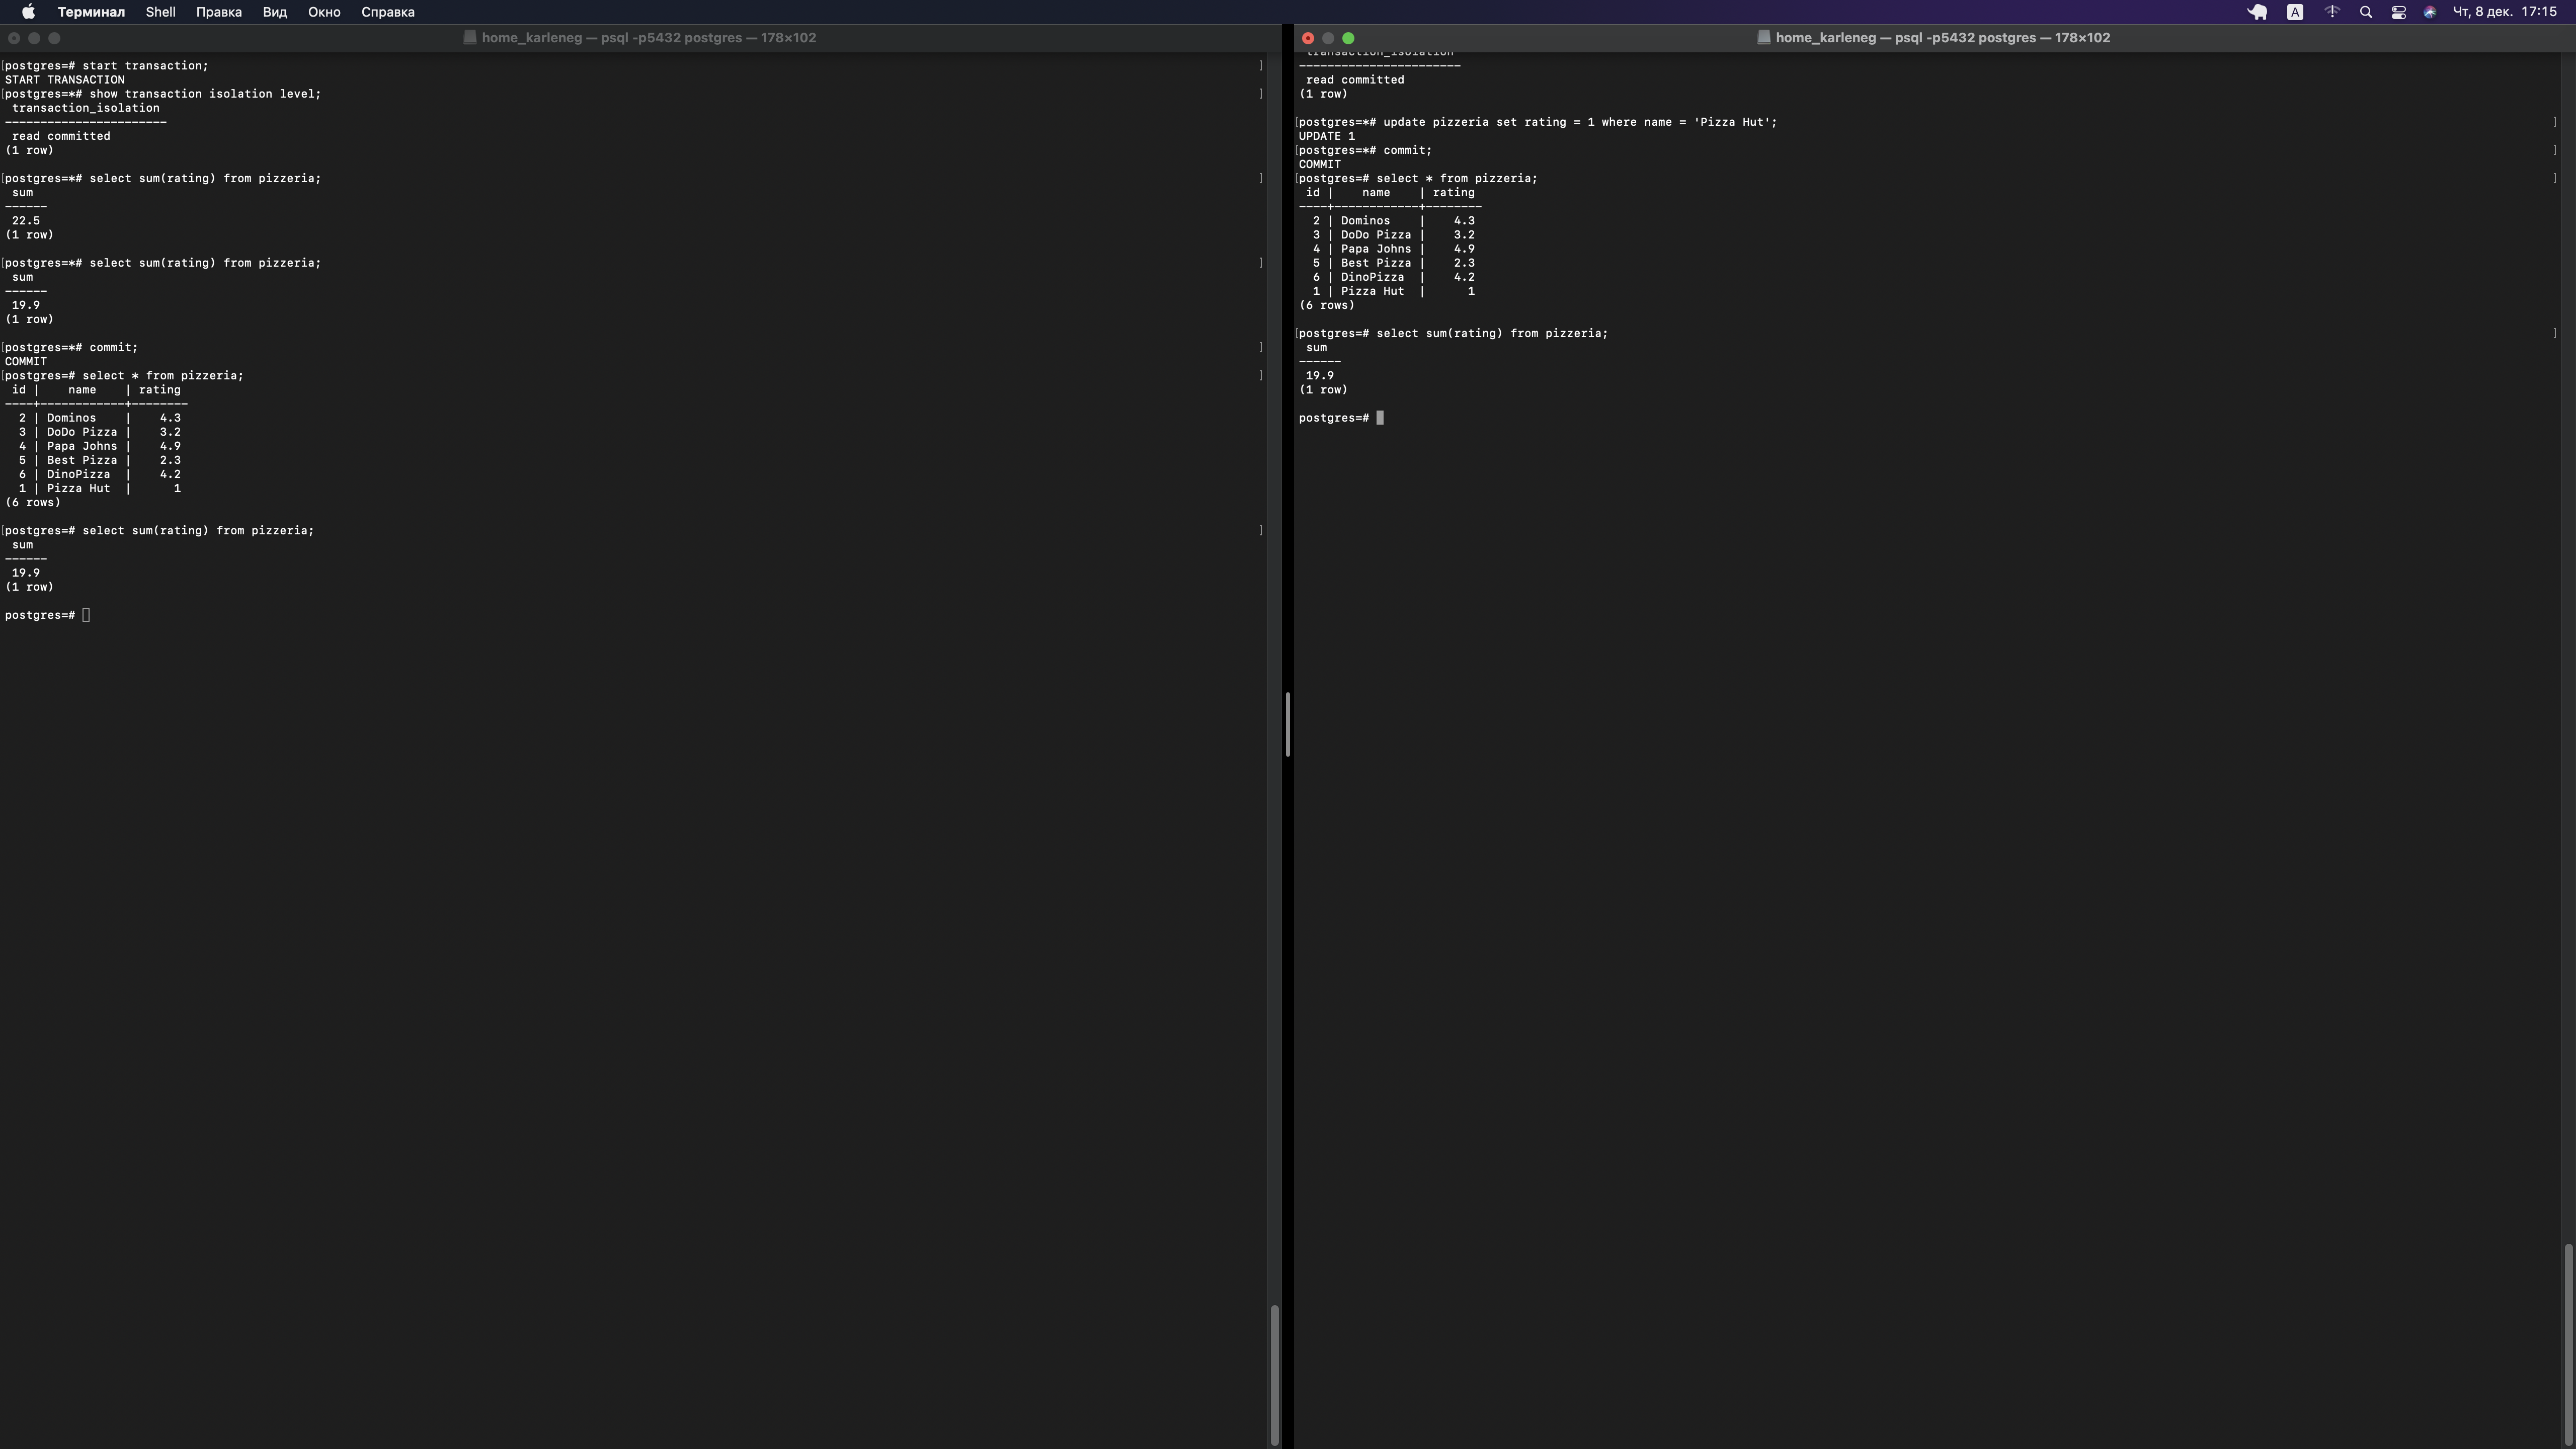 Терминал Shell Правка Вид Окно Справка A Чт, 8 дек. 17:15
home_karleneg — psql -p5432 postgres — 178×102
[postgres=# start transaction; ]
START TRANSACTION
[postgres=*# show transaction isolation level; ]
transaction_isolation
-----------------------
read committed
(1 row)
[postgres=*# select sum(rating) from pizzeria; ]
sum
------
22.5
(1 row)
[postgres=*# select sum(rating) from pizzeria; ]
sum
------
19.9
(1 row)
[postgres=*# commit; ]
COMMIT
[postgres=# select * from pizzeria; ]
id | name | rating
----+------------+--------
2 | Dominos | 4.3
3 | DoDo Pizza | 3.2
4 | Papa Johns | 4.9
5 | Best Pizza | 2.3
6 | DinoPizza | 4.2
1 | Pizza Hut | 1
(6 rows)
[postgres=# select sum(rating) from pizzeria; ]
sum
------
19.9
(1 row)
postgres=#
home_karleneg — psql -p5432 postgres — 178×102
transaction_isolation
-----------------------
read committed
(1 row)
[postgres=*# update pizzeria set rating = 1 where name = 'Pizza Hut'; ]
UPDATE 1
[postgres=*# commit; ]
COMMIT
[postgres=# select * from pizzeria; ]
id | name | rating
----+------------+--------
2 | Dominos | 4.3
3 | DoDo Pizza | 3.2
4 | Papa Johns | 4.9
5 | Best Pizza | 2.3
6 | DinoPizza | 4.2
1 | Pizza Hut | 1
(6 rows)
[postgres=# select sum(rating) from pizzeria; ]
sum
------
19.9
(1 row)
postgres=#